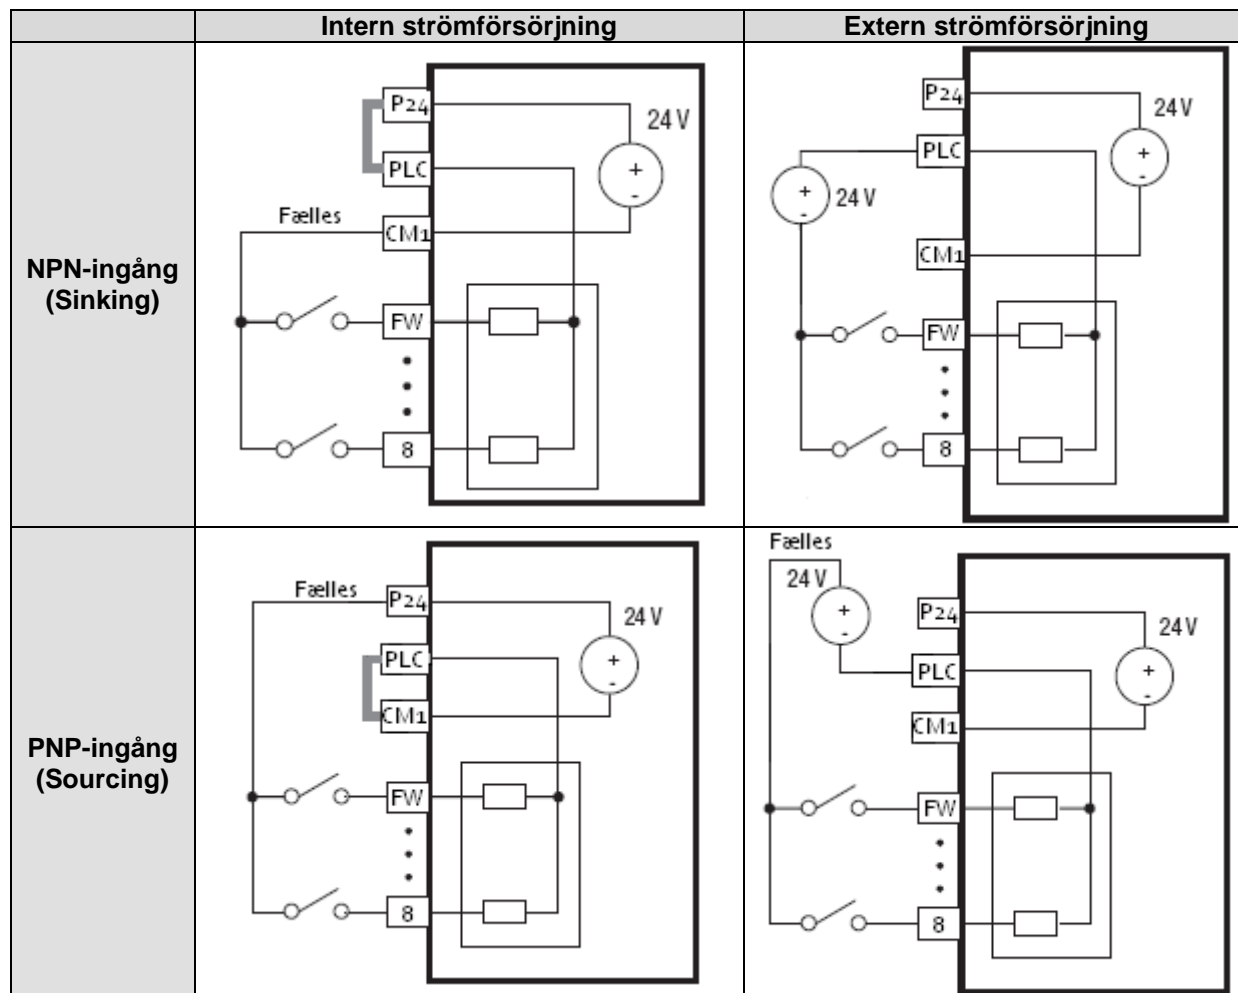 Intern strömförsörjning
Extern strömförsörjning
NPN-ingång
(Sinking)
P24
24 V
PLC
+
-
Fælles
CM1
FW
8
P24
24 V
PLC
+
-
+
-
24 V
CM1
FW
8
PNP-ingång
(Sourcing)
Fælles
P24
24 V
PLC
+
-
CM1
FW
8
Fælles
24 V
+
-
P24
24 V
PLC
+
-
CM1
FW
8